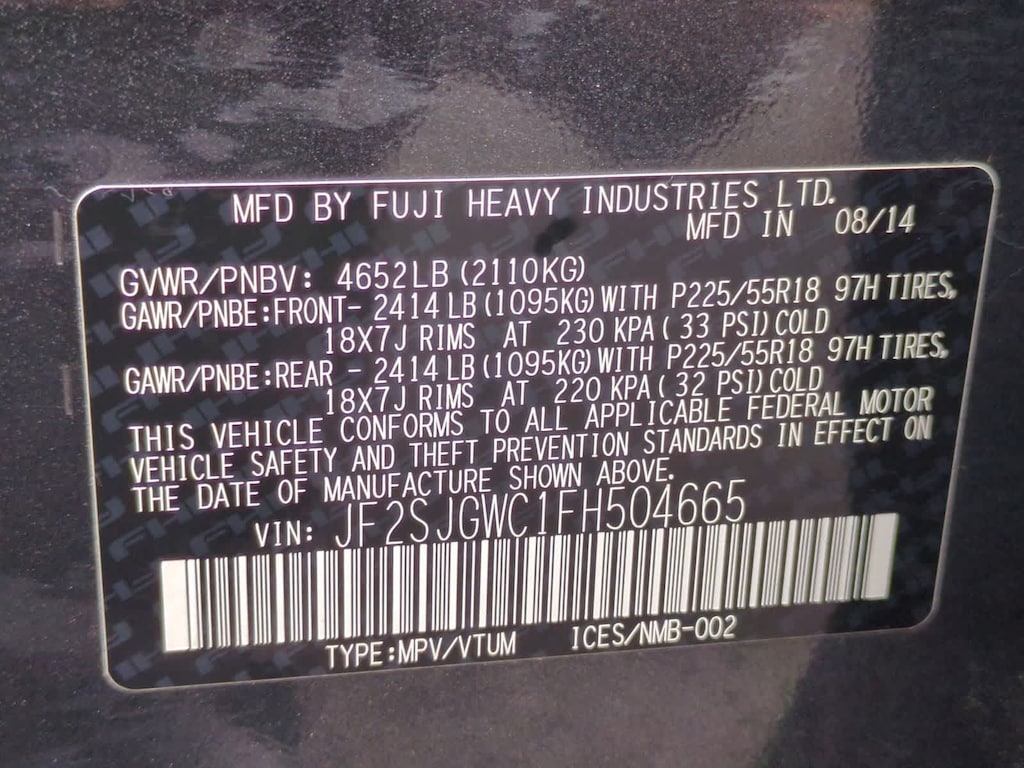 MFD BY FUJI HEAVY INDUSTRIES LTD.
MFD IN 08/14
GVWR/PNBV: 4652LB (2110KG)
GAWR/PNBE:FRONT- 2414 LB (1095KG) WITH P225/55R18 97H TIRES,
18X7J RIMS AT 230 KPA ( 33 PSI) COLD
GAWR/PNBE:REAR - 2414 LB (1095KG) WITH P225/55R18 97H TIRES,
18X7J RIMS AT 220 KPA ( 32 PSI) COLD
THIS VEHICLE CONFORMS TO ALL APPLICABLE FEDERAL MOTOR
VEHICLE SAFETY AND THEFT PREVENTION STANDARDS IN EFFECT ON
THE DATE OF MANUFACTURE SHOWN ABOVE.
VIN: JF2SJGWC1FH504665
TYPE:MPV/VTUM ICES/NMB-002